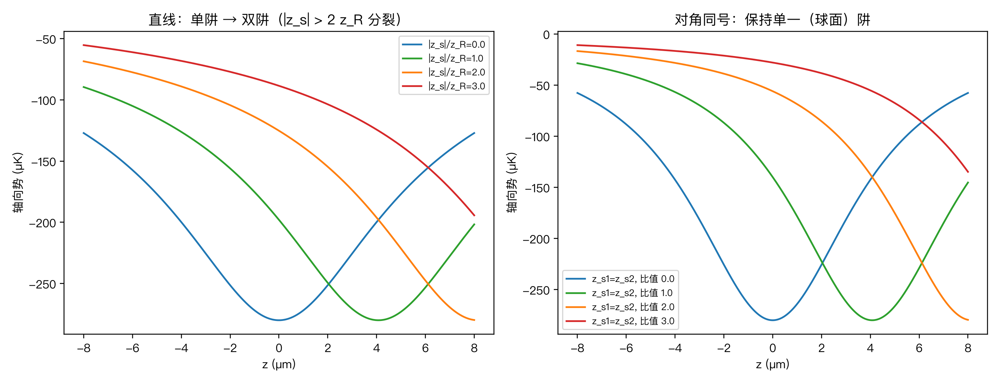 直线：单阱 → 双阱（|z_s| > 2 z_R 分裂）
−50
−100
−150
−200
−250
轴向势 (μK)
−8
−6
−4
−2
0
2
4
6
8
z (μm)
|z_s|/z_R=0.0
|z_s|/z_R=1.0
|z_s|/z_R=2.0
|z_s|/z_R=3.0
对角同号：保持单一（球面）阱
0
−50
−100
−150
−200
−250
轴向势 (μK)
−8
−6
−4
−2
0
2
4
6
8
z (μm)
z_s1=z_s2, 比值 0.0
z_s1=z_s2, 比值 1.0
z_s1=z_s2, 比值 2.0
z_s1=z_s2, 比值 3.0